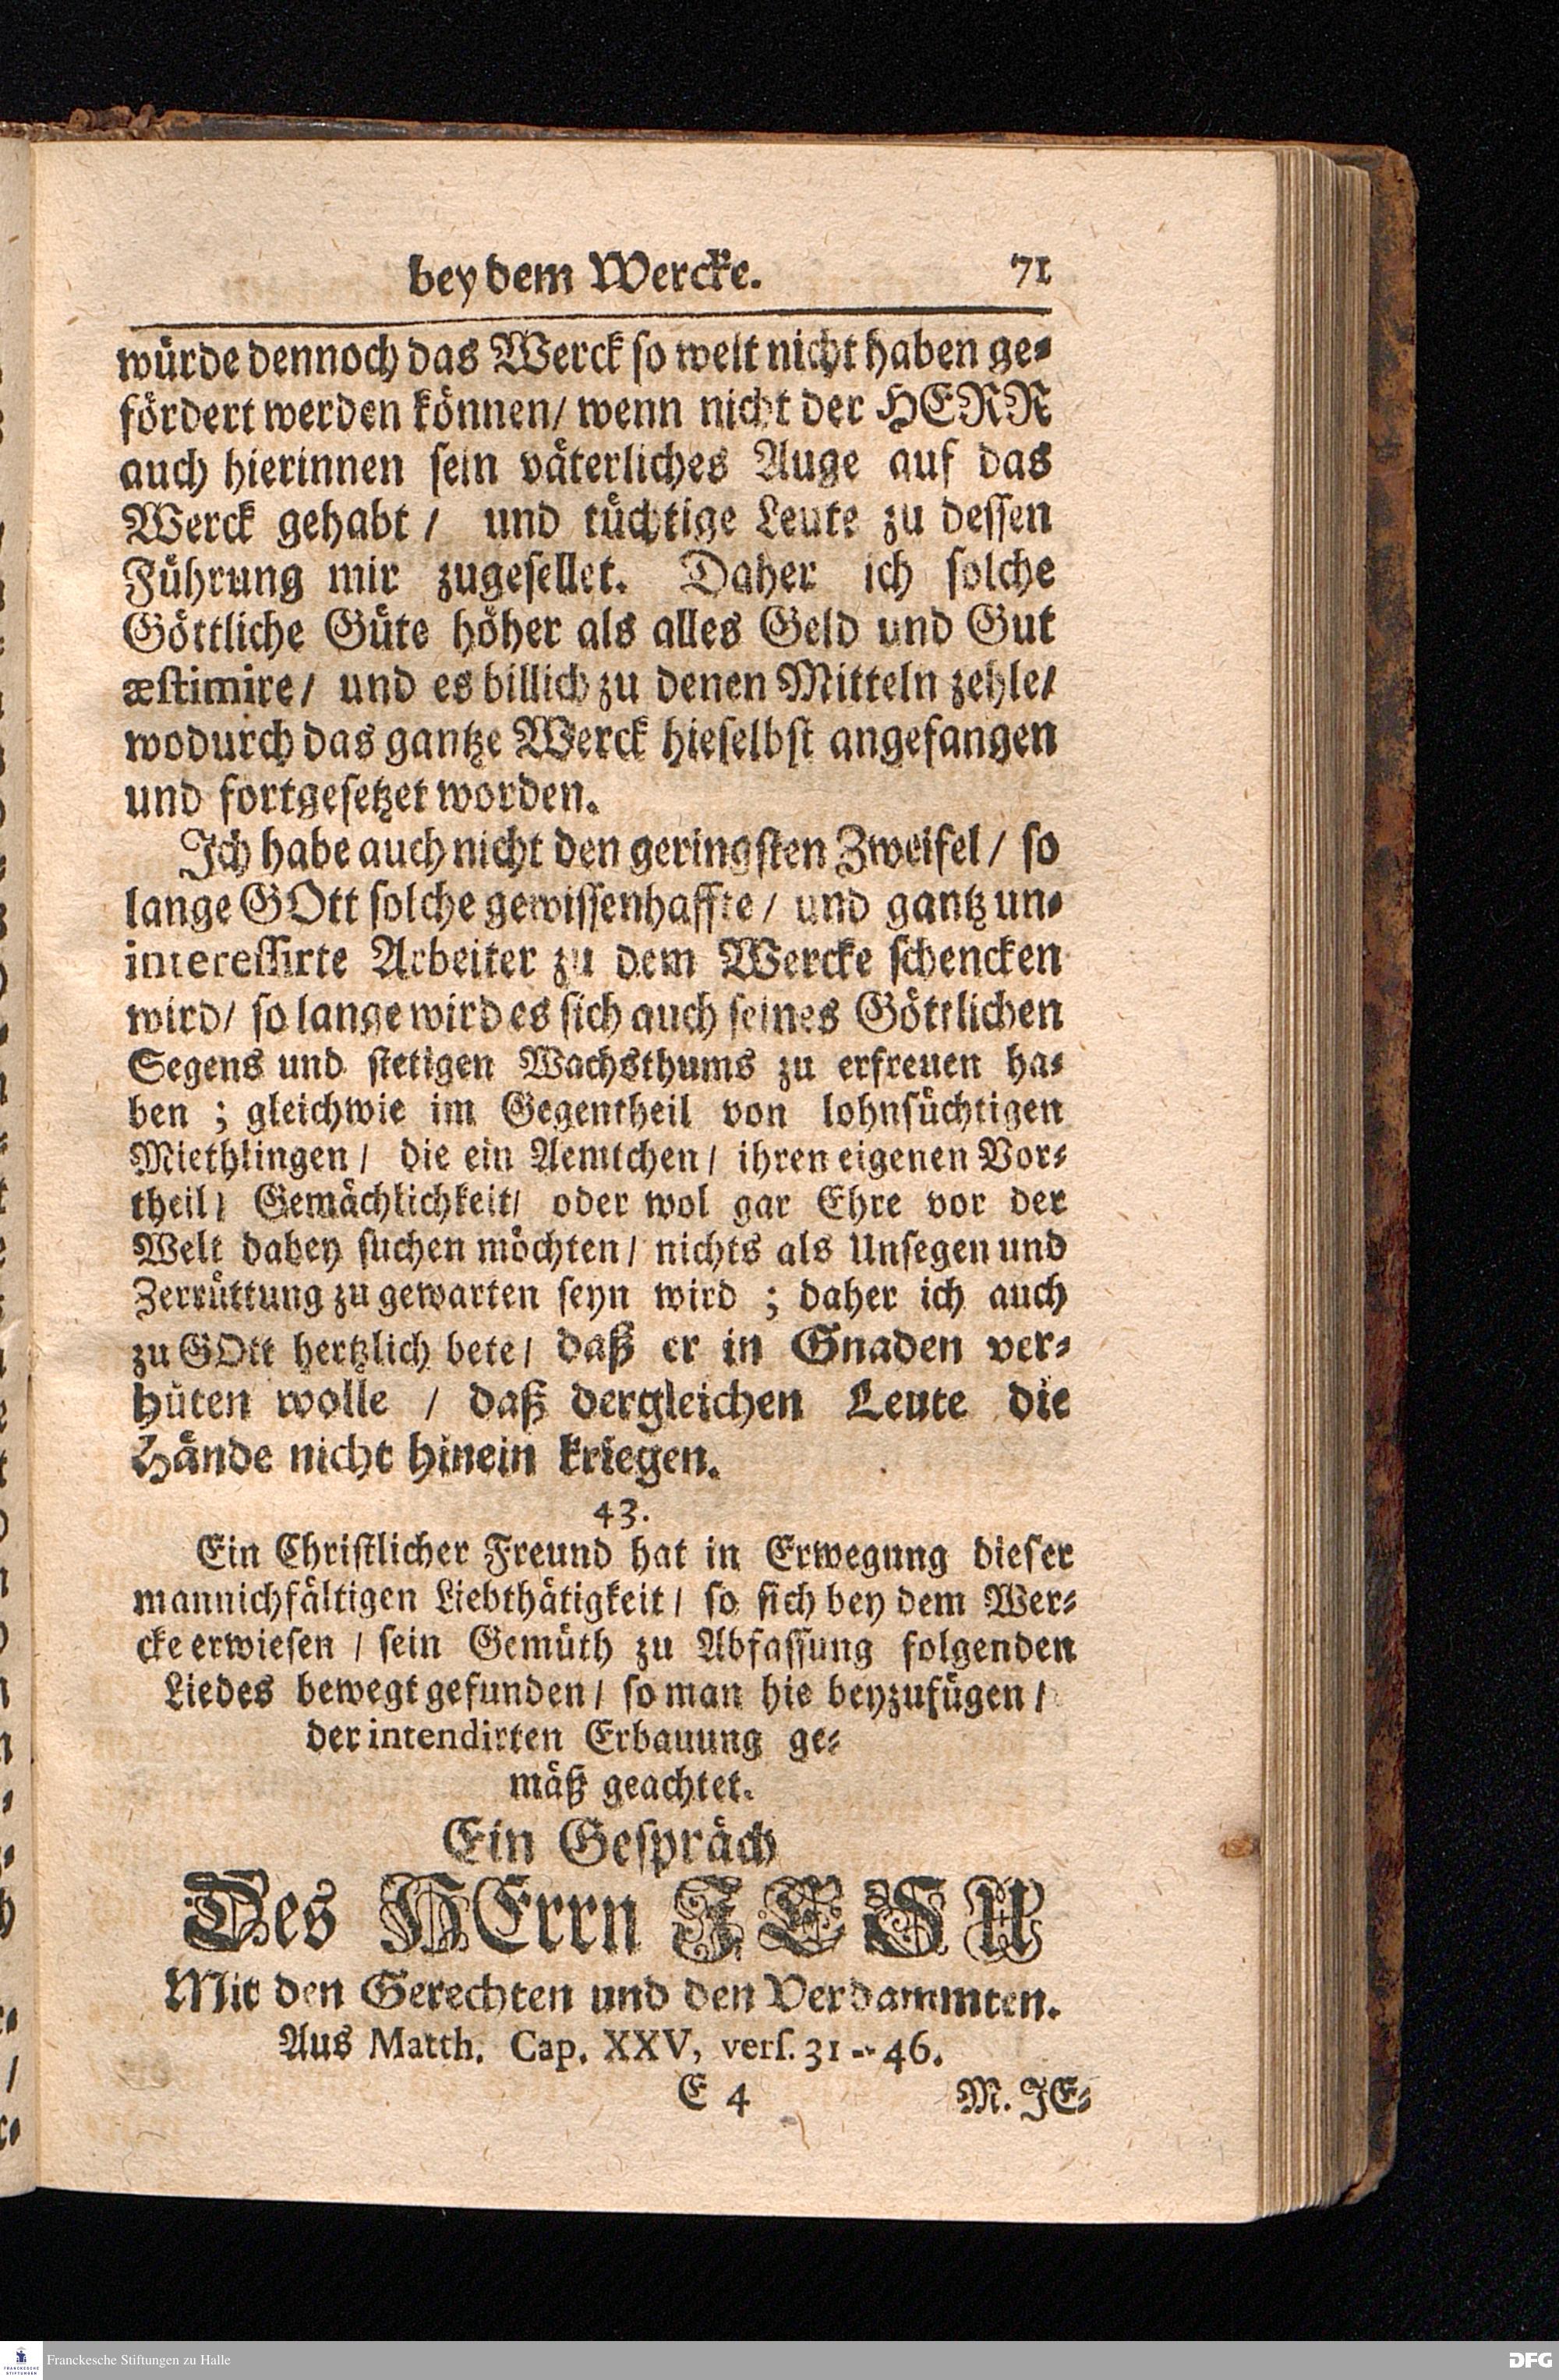 bey dem Wercke. 71
würde dennoch das Werck so weit nicht haben ge-
fördert werden können/ wenn nicht der HERR
auch hierinnen sein väterliches Auge auf das
Werck gehabt / und tüchtige Leute zu dessen
Führung mir zugesellet. Daher ich solche
Göttliche Güte höher als alles Geld und Gut
æstimire/ und es billich zu denen Mitteln zehle/
wodurch das gantze Werck hieselbst angefangen
und fortgesetzet worden.
Ich habe auch nicht den geringsten Zweifel / so
lange GOtt solche gewissenhaffte / und gantz un-
interessirte Arbeiter zu dem Wercke schencken
wird/ so lange wird es sich auch seines Göttlichen
Segens und stetigen Wachsthums zu erfreuen ha-
ben ; gleichwie im Gegentheil von lohnsüchtigen
Miethlingen / die ein Aemtchen / ihren eigenen Vor-
theil / Gemächlichkeit/ oder wol gar Ehre vor der
Welt dabey suchen möchten / nichts als Unsegen und
Zerrüttung zu gewarten seyn wird ; daher ich auch
zu GOtt hertzlich bete / daß er in Gnaden ver-
hüten wolle / daß dergleichen Leute die
Hände nicht hinein kriegen.
43.
Ein Christlicher Freund hat in Erwegung dieser
mannichfältigen Liebthätigkeit / so sich bey dem Wer-
cke erwiesen / sein Gemüth zu Abfassung folgenden
Liedes bewegt gefunden / so man hie beyzufügen /
der intendirten Erbauung ge-
mäß geachtet.
Ein Gespräch
Des HErrn JESU
Mit den Gerechten und den Verdammten.
Aus Matth. Cap. XXV, vers. 31 -- 46.
E 4 M. JE-
FRANCKESCHE STIFTUNGEN
Franckesche Stiftungen zu Halle
DFG